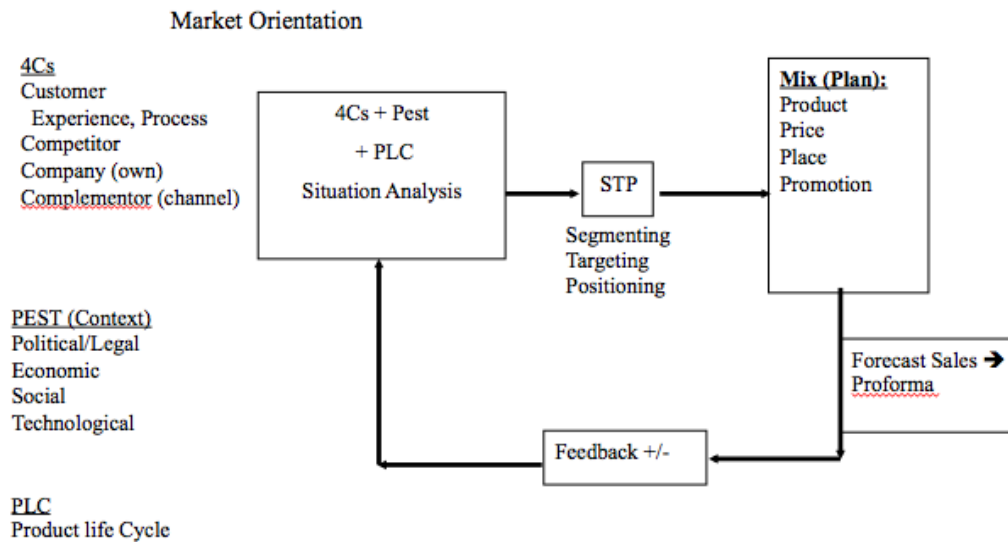 Market Orientation
4Cs
Customer
Experience, Process
Competitor
Company (own)
Complementor (channel)
4Cs + Pest
+ PLC
Situation Analysis
STP
Segmenting
Targeting
Positioning
Mix (Plan):
Product
Price
Place
Promotion
PEST (Context)
Political/Legal
Economic
Social
Technological
Forecast Sales ➔
Proforma
Feedback +/-
PLC
Product life Cycle